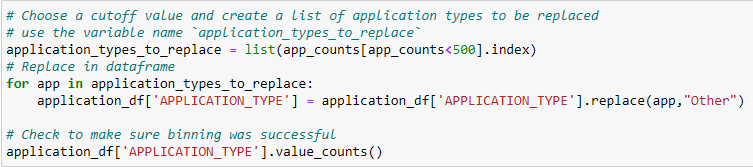 # Choose a cutoff value and create a list of application types to be replaced
# use the variable name `application_types_to_replace`
application_types_to_replace = list(app_counts[app_counts<500].index)
# Replace in dataframe
for app in application_types_to_replace:
    application_df['APPLICATION_TYPE'] = application_df['APPLICATION_TYPE'].replace(app,"Other")

# Check to make sure binning was successful
application_df['APPLICATION_TYPE'].value_counts()